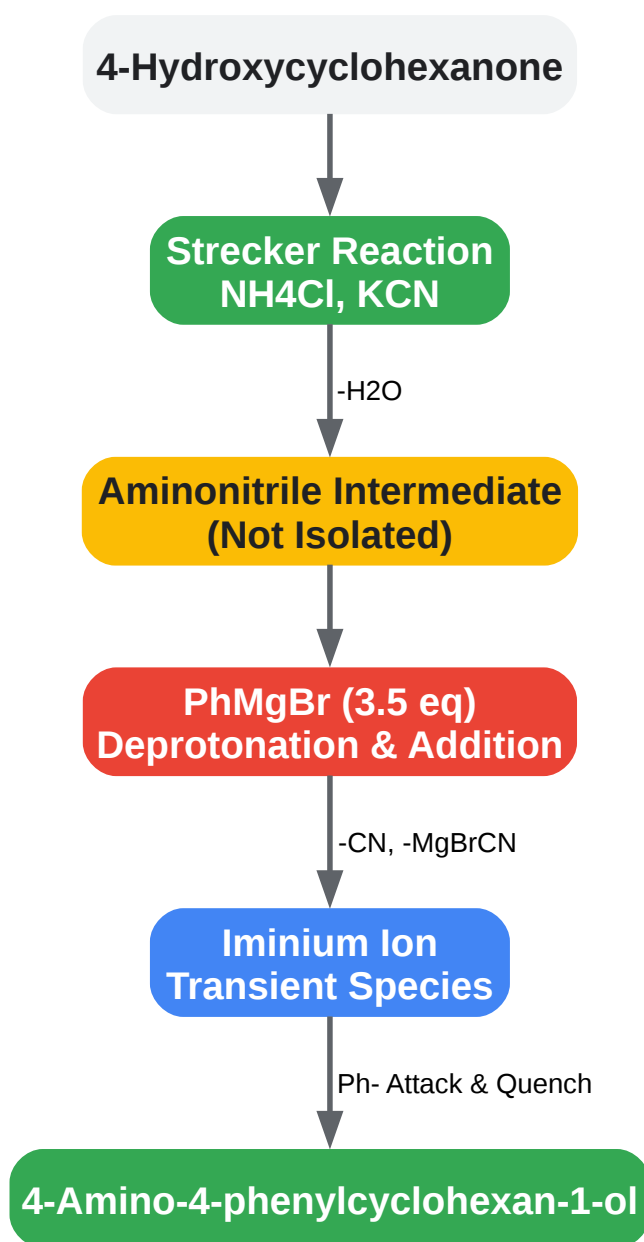 4-Hydroxycyclohexanone
Strecker Reaction
NH4Cl, KCN
-H2O
Aminonitrile Intermediate
(Not Isolated)
PhMgBr (3.5 eq)
Deprotonation & Addition
-CN, -MgBrCN
Iminium Ion
Transient Species
Ph- Attack & Quench
4-Amino-4-phenylcyclohexan-1-ol